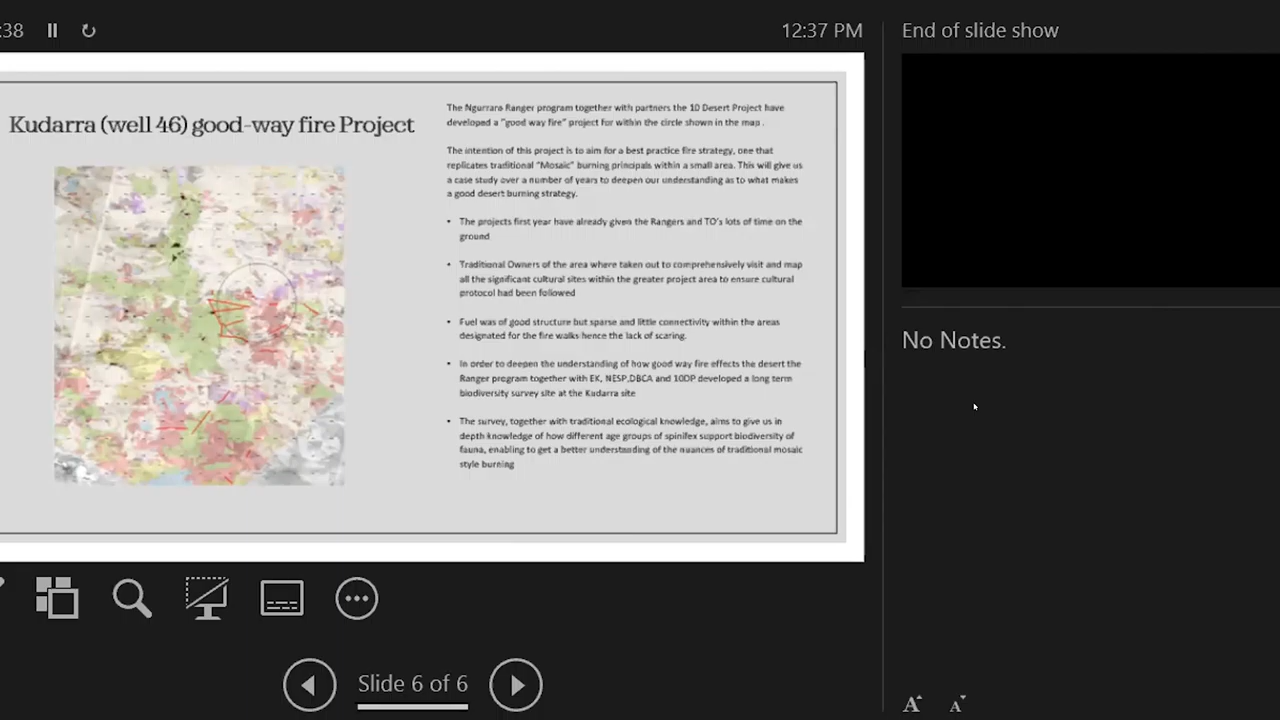 :38
12:37 PM
End of slide show
Kudarra (well 46) good-way fire Project
The Ngurrara Ranger program together with partners the 10 Desert Project have
developed a "good way fire" project for within the circle shown in the map .
The intention of this project is to aim for a best practice fire strategy, one that
replicates traditional "Mosaic" burning principals within a small area. This will give us
a case study over a number of years to deepen our understanding as to what makes
a good desert burning strategy.
• The projects first year have already given the Rangers and TO's lots of time on the
ground
• Traditional Owners of the area where taken out to comprehensively visit and map
all the significant cultural sites within the greater project area to ensure cultural
protocol had been followed
• Fuel was of good structure but sparse and little connectivity within the areas
designated for the fire walks hence the lack of scaring.
• In order to deepen the understanding of how good way fire effects the desert the
Ranger program together with EK, NESP,DBCA and 10DP developed a long term
biodiversity survey site at the Kudarra site
• The survey, together with traditional ecological knowledge, aims to give us in
depth knowledge of how different age groups of spinifex support biodiversity of
fauna, enabling to get a better understanding of the nuances of traditional mosaic
style burning
No Notes.
Slide 6 of 6
A A